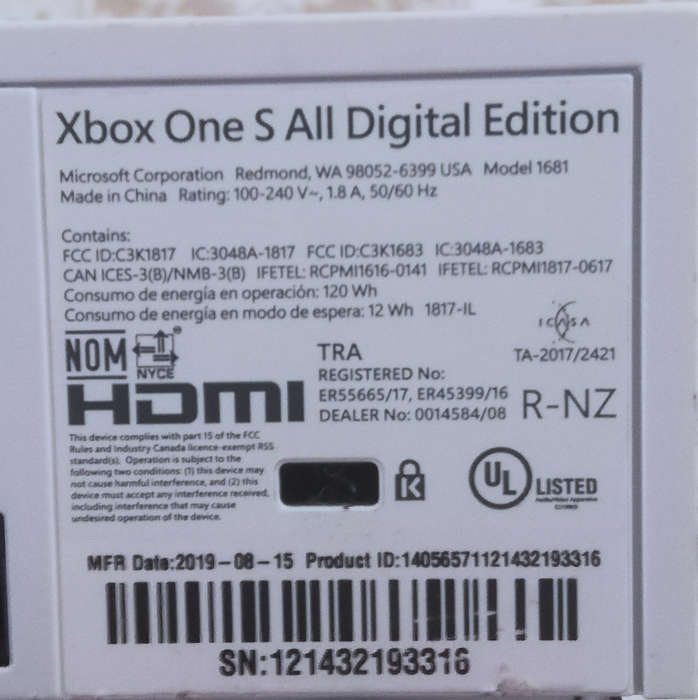 Xbox One S All Digital Edition
Microsoft Corporation Redmond, WA 98052-6399 USA Model 1681
Made in China Rating: 100-240 V~, 1.8 A, 50/60 Hz
Contains:
FCC ID:C3K1817 IC:3048A-1817 FCC ID:C3K1683 IC:3048A-1683
CAN ICES-3(B)/NMB-3(B) IFETEL: RCPMI1616-0141 IFETEL: RCPMI1817-0617
Consumo de energía en operación: 120 Wh
Consumo de energía en modo de espera: 12 Wh 1817-IL
ICASA
TA-2017/2421
NOM
NYCE
HDMI
TRA
REGISTERED No:
ER55665/17, ER45399/16
DEALER No: 0014584/08
R-NZ
This device complies with part 15 of the FCC
Rules and Industry Canada licence-exempt RSS
standard(s). Operation is subject to the
following two conditions: (1) this device may
not cause harmful interference, and (2) this
device must accept any interference received,
including interference that may cause
undesired operation of the device.
K
UL LISTED
MFR Date:2019-08-15 Product ID:14056571121432193316
SN:121432193316